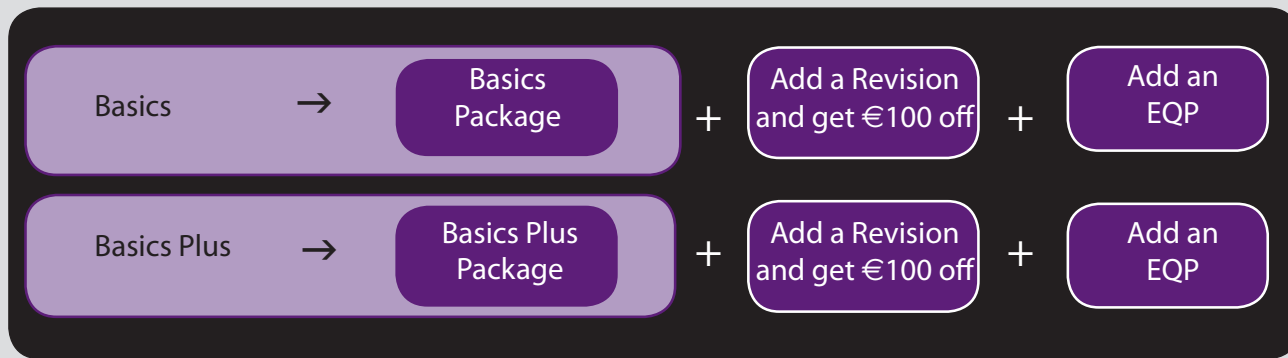 Basics → Basics
Package + Add a Revision
and get €100 off + Add an
EQP
Basics Plus → Basics Plus
Package + Add a Revision
and get €100 off + Add an
EQP